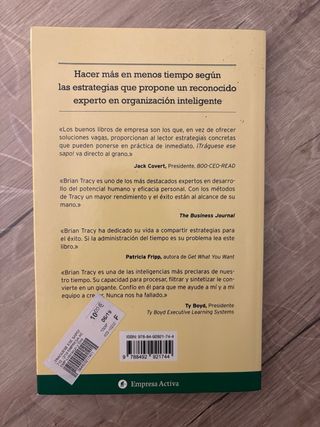 Hacer más en menos tiempo según
las estrategias que propone un reconocido
experto en organización inteligente
«Los buenos libros de empresa son los que, en vez de ofrecer
soluciones vagas, proporcionan al lector estrategias concretas
que pueden ponerse en práctica de inmediato. ¡Tráguese ese
sapo! va directo al grano.»
Jack Covert, Presidente, 800-CEO-READ
«Brian Tracy es uno de los más destacados expertos en desarro-
llo del potencial humano y eficacia personal. Con los métodos
de Tracy un mayor rendimiento y el éxito están al alcance de su
mano.»
The Business Journal
«Brian Tracy ha dedicado su vida a compartir estrategias para
el éxito. Si la administración del tiempo es su problema lea este
libro.»
Patricia Fripp, autora de Get What You Want
«Brian Tracy es una de las inteligencias más preclaras de nues-
tro tiempo. Su capacidad para procesar, filtrar y sintetizar le con-
vierte en un gigante. Confío en él para que me ayude a mí y a mi
equipo a crecer. Nunca nos ha fallado.»
Ty Boyd, Presidente
Ty Boyd Executive Learning Systems
ISBN: 978-84-92921-74-4
9 788492 921744
Empresa Activa